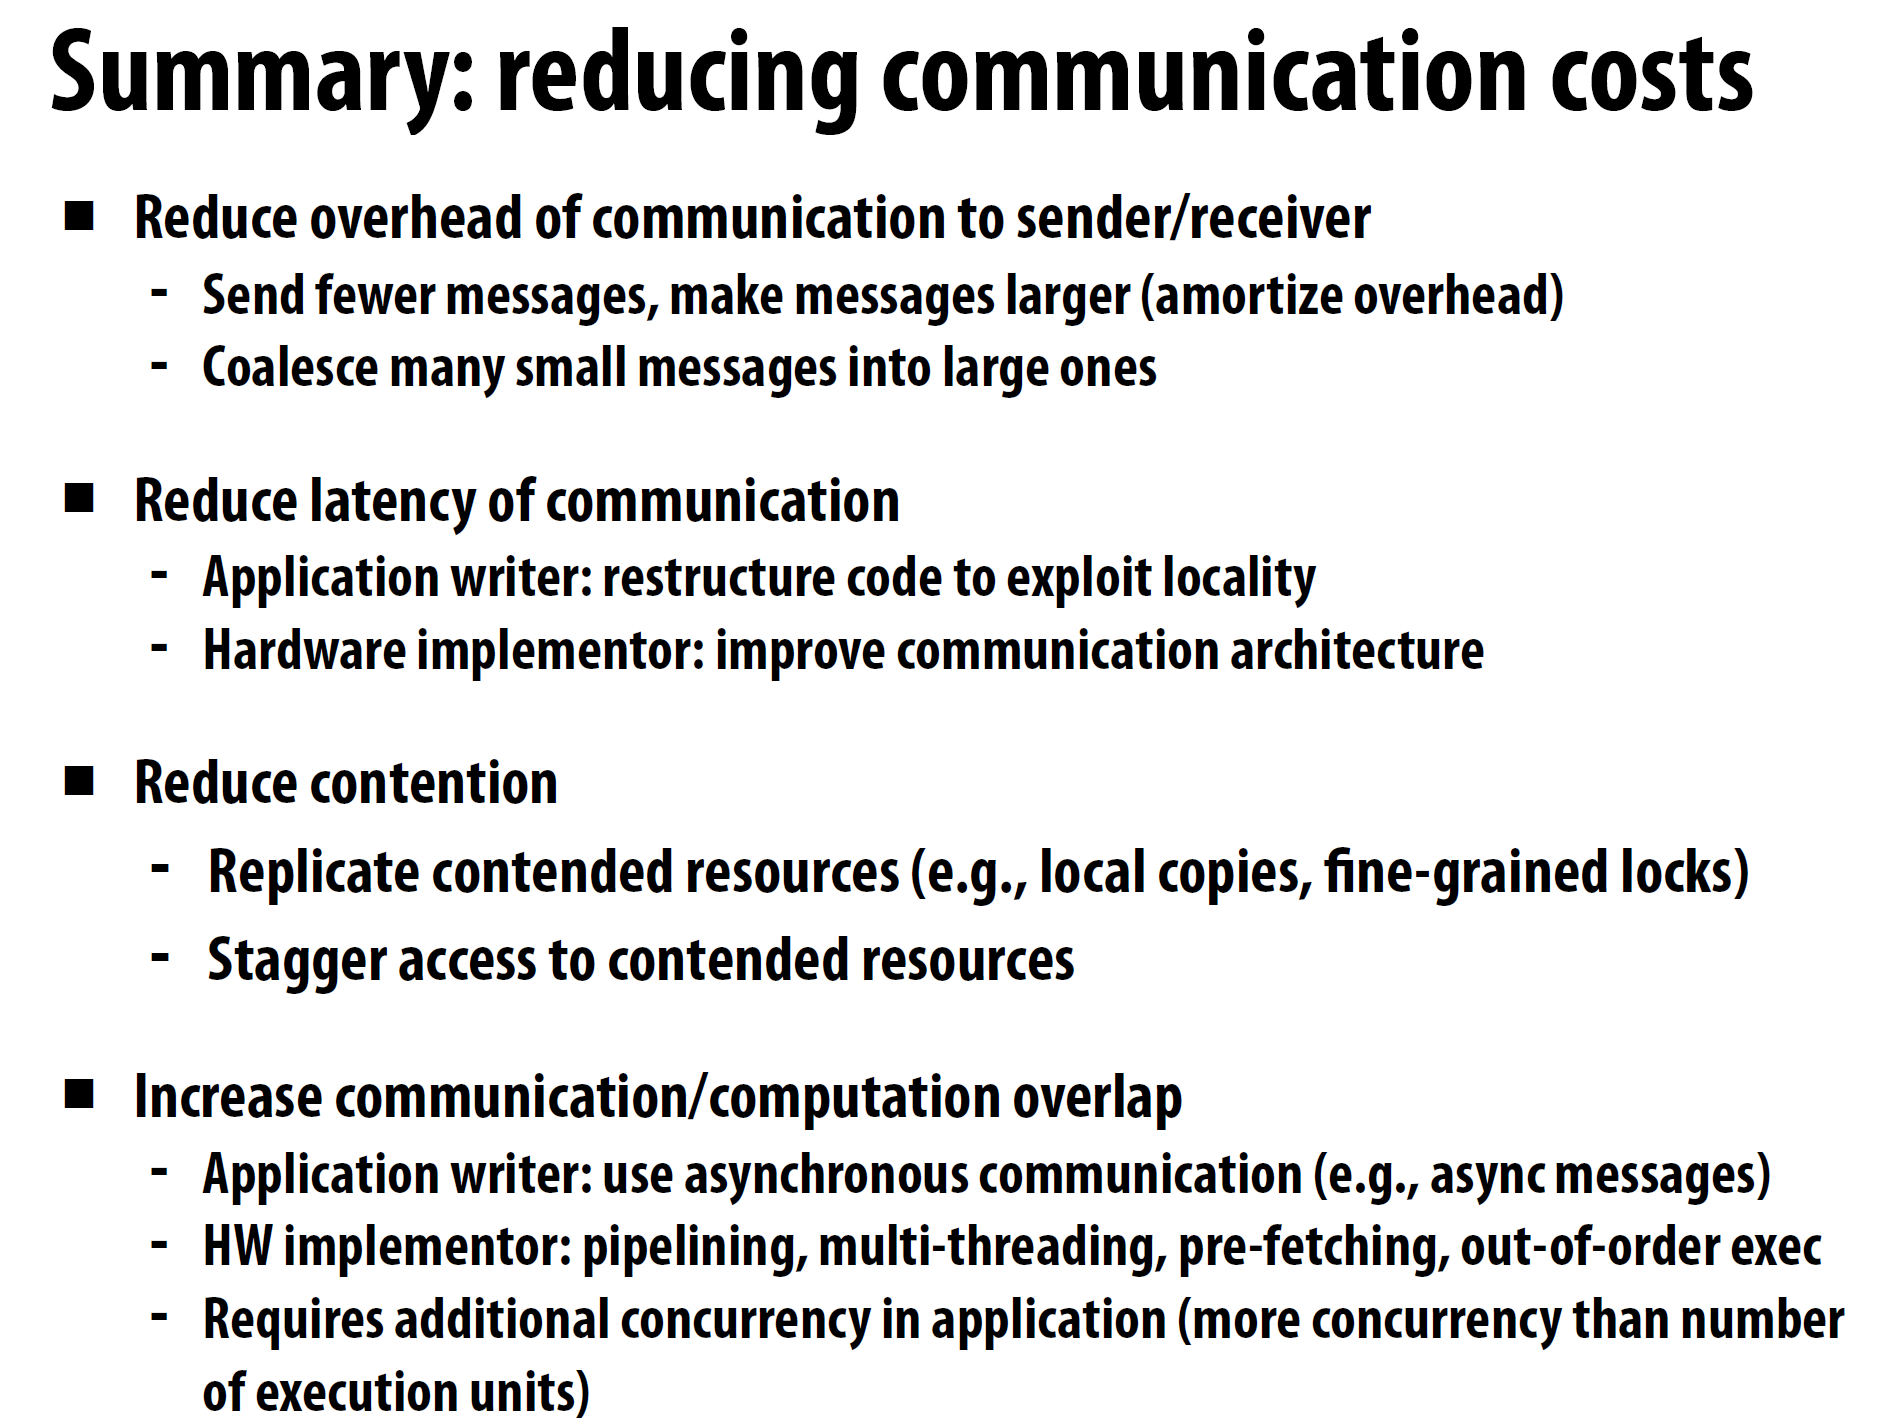 Summary: reducing communication costs
■ Reduce overhead of communication to sender/receiver
- Send fewer messages, make messages larger (amortize overhead)
- Coalesce many small messages into large ones
■ Reduce latency of communication
- Application writer: restructure code to exploit locality
- Hardware implementor: improve communication architecture
■ Reduce contention
- Replicate contended resources (e.g., local copies, fine-grained locks)
- Stagger access to contended resources
■ Increase communication/computation overlap
- Application writer: use asynchronous communication (e.g., async messages)
- HW implementor: pipelining, multi-threading, pre-fetching, out-of-order exec
- Requires additional concurrency in application (more concurrency than number
of execution units)